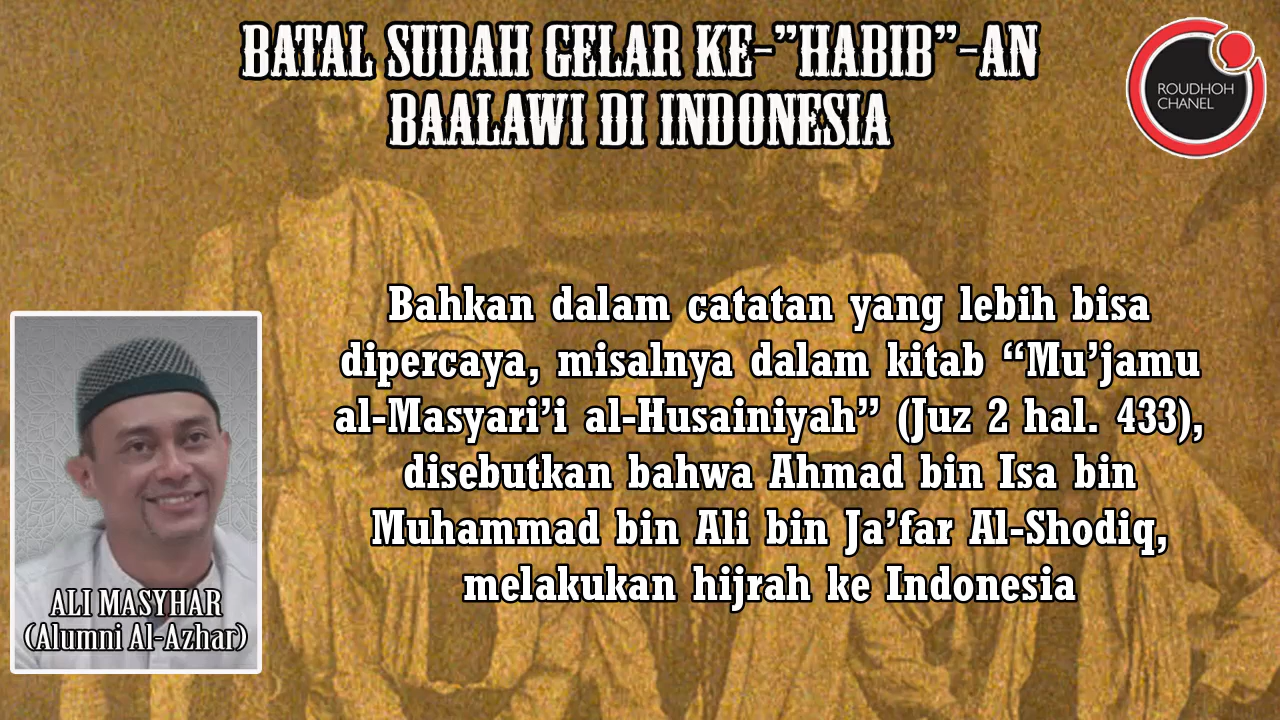 BATAL SUDAH GELAR KE-"HABIB"-AN
BAALAWI DI INDONESIA
ROUDHOH
CHANEL
Bahkan dalam catatan yang lebih bisa
dipercaya, misalnya dalam kitab “Mu’jamu
al-Masyari’i al-Husainiyah” (Juz 2 hal. 433),
disebutkan bahwa Ahmad bin Isa bin
Muhammad bin Ali bin Ja’far Al-Shodiq,
melakukan hijrah ke Indonesia
ALI MASYHAR
(Alumni Al-Azhar)